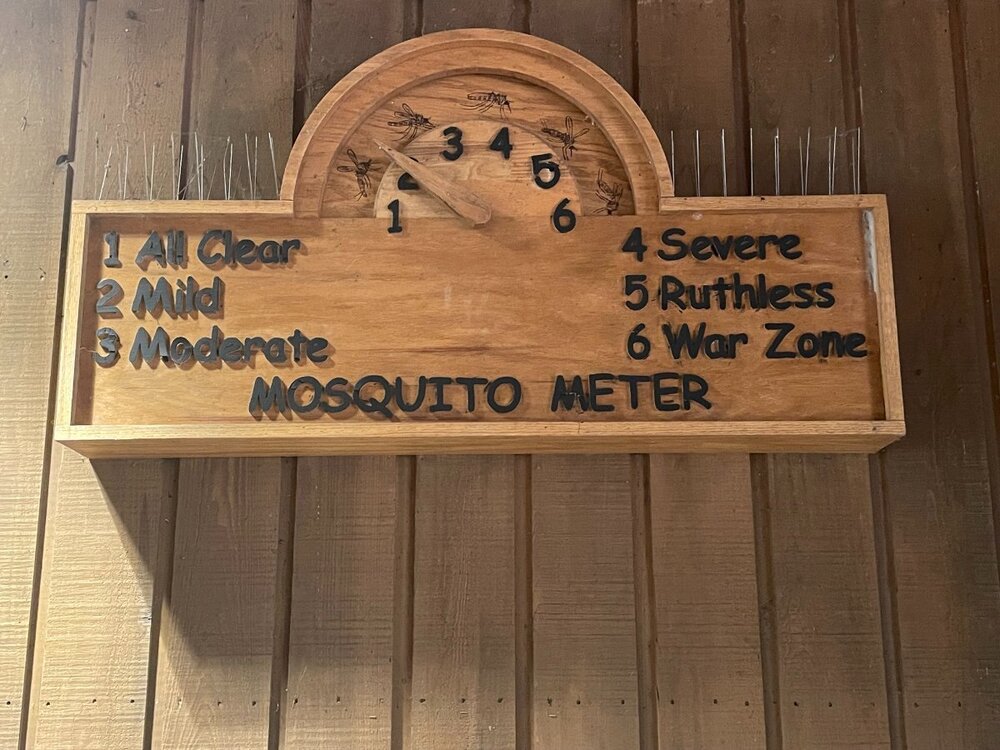 1 2 3 4 5 6
1 All Clear
2 Mild
3 Moderate
4 Severe
5 Ruthless
6 War Zone
MOSQUITO METER